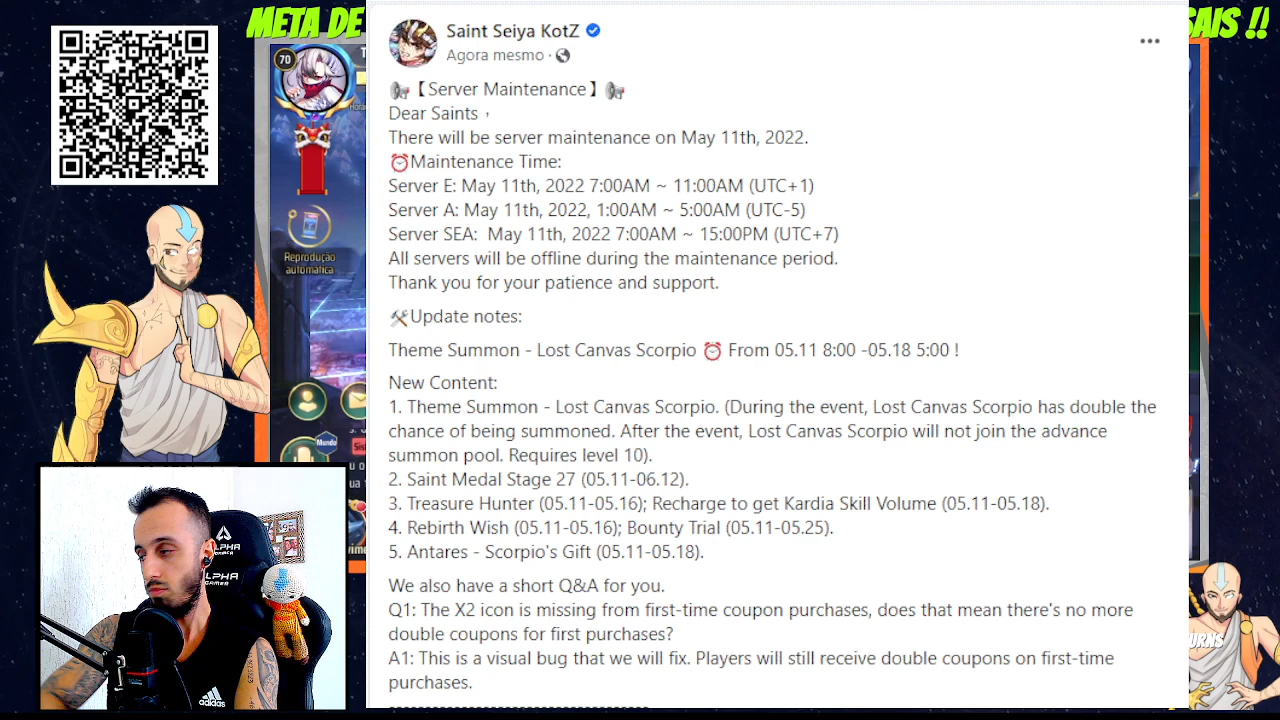 META DE
SAIS !!
70
Reprodução
automática
Mundo
Saint Seiya KotZ
Agora mesmo ·
【Server Maintenance】
Dear Saints，
There will be server maintenance on May 11th, 2022.
⏰Maintenance Time:
Server E: May 11th, 2022 7:00AM ~ 11:00AM (UTC+1)
Server A: May 11th, 2022, 1:00AM ~ 5:00AM (UTC-5)
Server SEA:  May 11th, 2022 7:00AM ~ 15:00PM (UTC+7)
All servers will be offline during the maintenance period.
Thank you for your patience and support.
🛠Update notes:
Theme Summon - Lost Canvas Scorpio ⏰ From 05.11 8:00 -05.18 5:00 !
New Content:
1. Theme Summon - Lost Canvas Scorpio. (During the event, Lost Canvas Scorpio has double the
chance of being summoned. After the event, Lost Canvas Scorpio will not join the advance
summon pool. Requires level 10).
2. Saint Medal Stage 27 (05.11-06.12).
3. Treasure Hunter (05.11-05.16); Recharge to get Kardia Skill Volume (05.11-05.18).
4. Rebirth Wish (05.11-05.16); Bounty Trial (05.11-05.25).
5. Antares - Scorpio's Gift (05.11-05.18).
We also have a short Q&A for you.
Q1: The X2 icon is missing from first-time coupon purchases, does that mean there's no more
double coupons for first purchases?
A1: This is a visual bug that we will fix. Players will still receive double coupons on first-time
purchases.
ALPHA
GAMER
ALPHA
GAMER
adidas
URNS